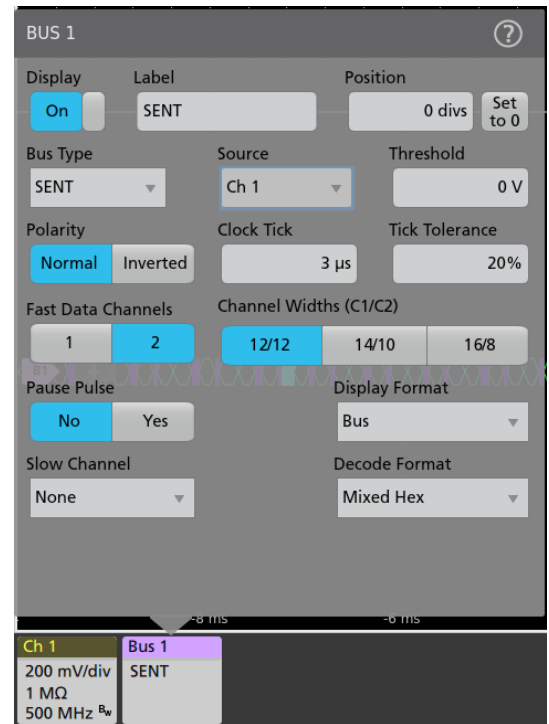 BUS 1
?
Display Label Position
On SENT 0 divs Set to 0
Bus Type Source Threshold
SENT Ch 1 0 V
Polarity Clock Tick Tick Tolerance
Normal Inverted 3 µs 20%
Fast Data Channels Channel Widths (C1/C2)
1 2 12/12 14/10 16/8
B1
Pause Pulse Display Format
No Yes Bus
Slow Channel Decode Format
None Mixed Hex
-8 ms -6 ms
Ch 1 Bus 1
200 mV/div SENT
1 MΩ
500 MHz Bw